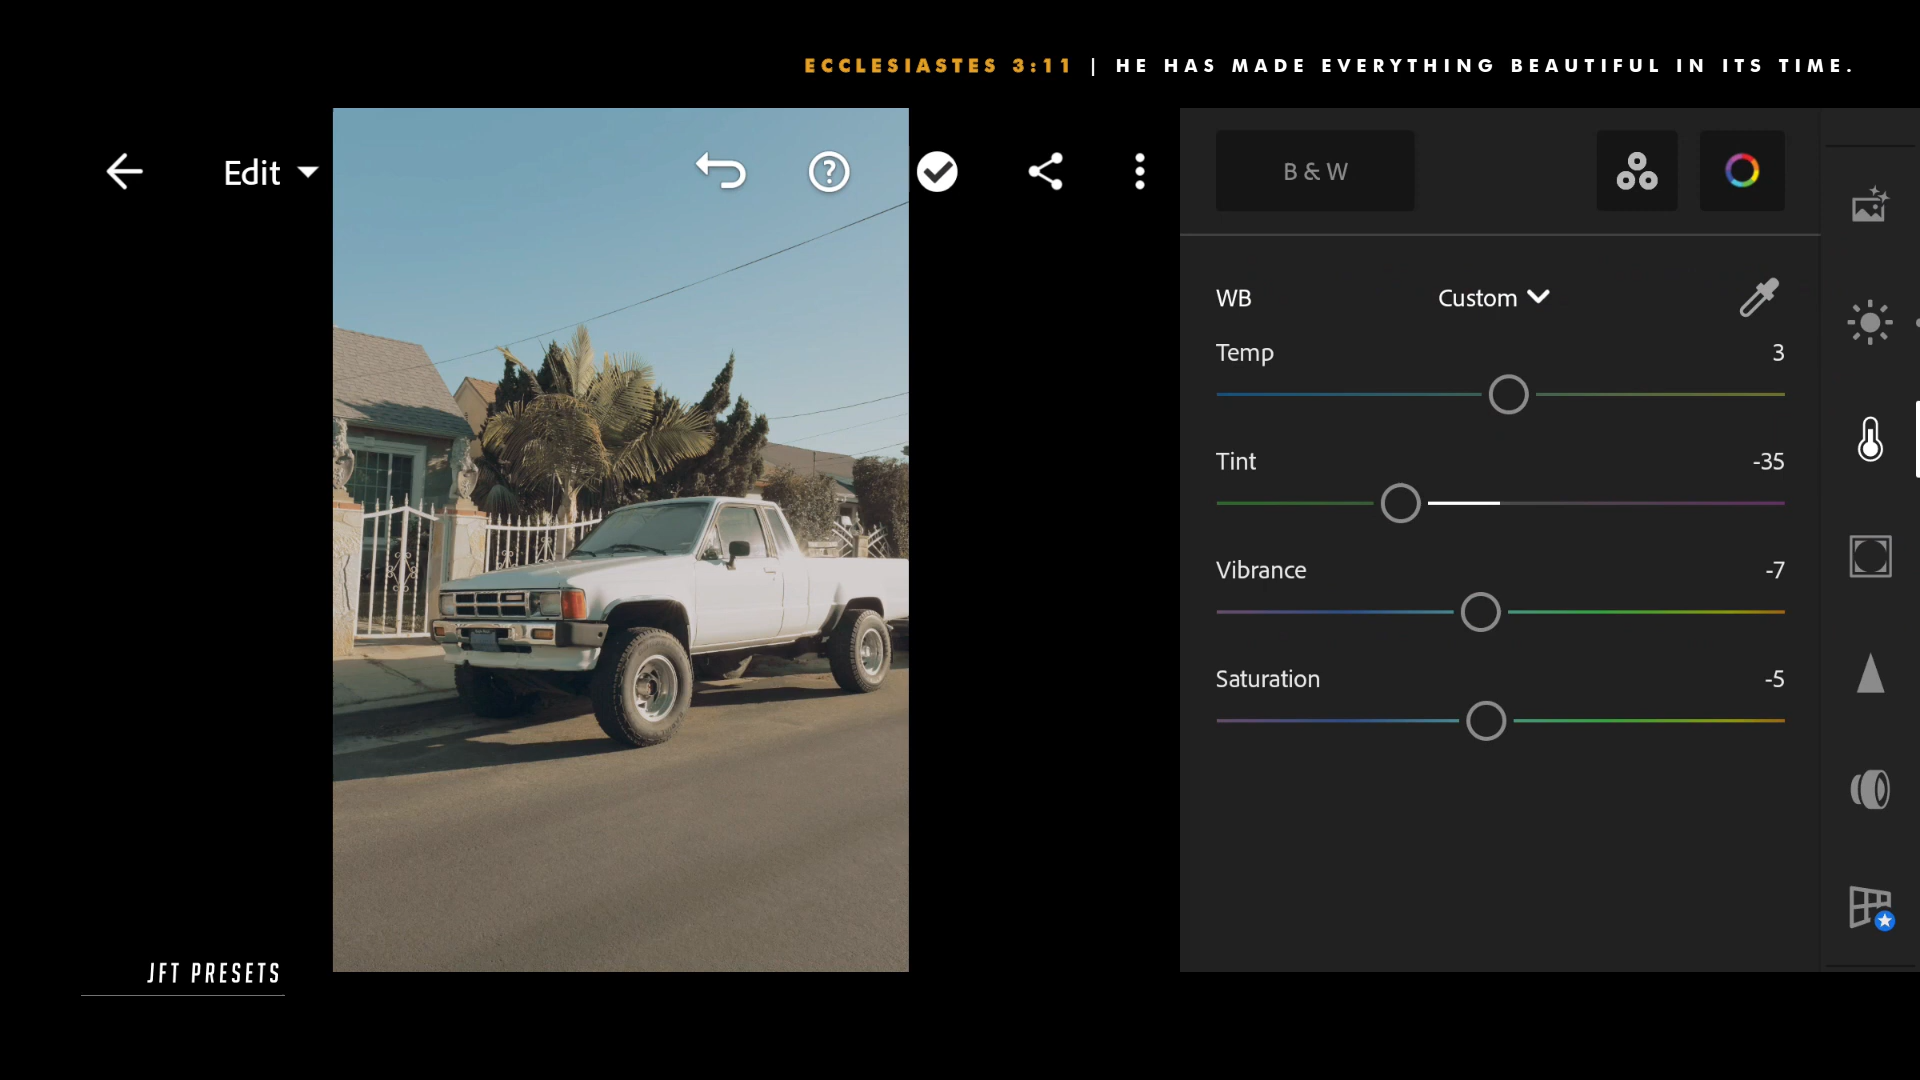 ECCLESIASTES 3:11 | HE HAS MADE EVERYTHING BEAUTIFUL IN ITS TIME.
Edit
B & W
WB Custom
Temp 3
Tint -35
Vibrance -7
Saturation -5
JFT PRESETS